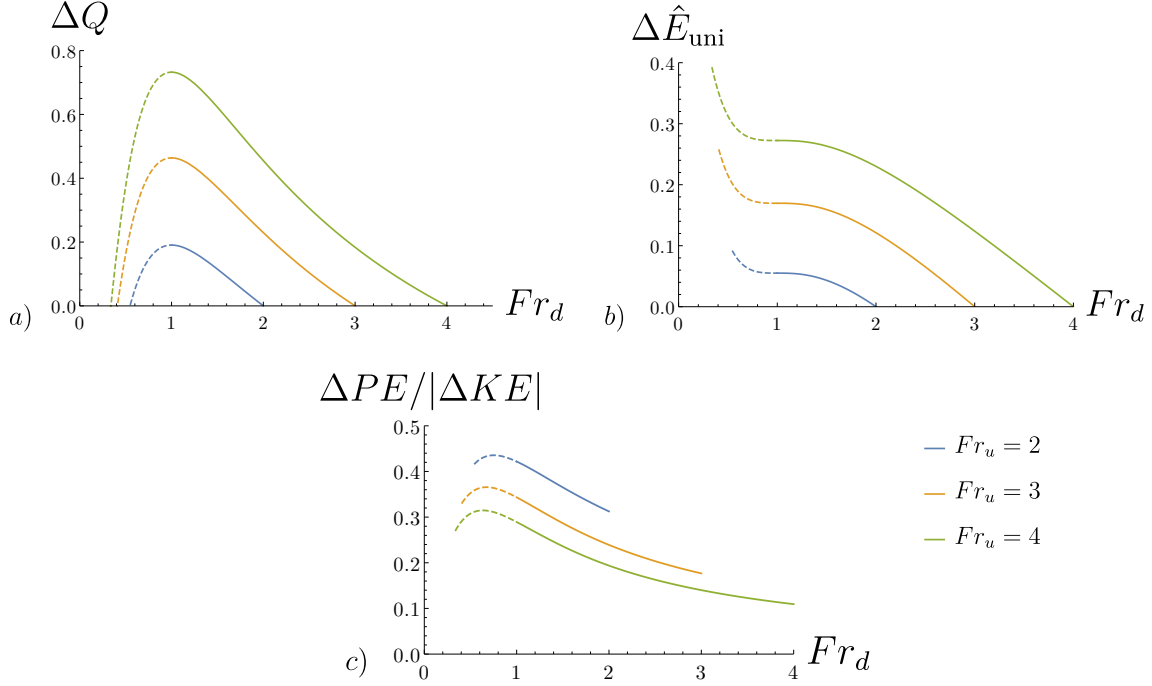 ΔQ
0.8
0.6
0.4
0.2
0.0
0 1 2 3 4
Fr_d
a)
ΔÊ_uni
0.4
0.3
0.2
0.1
0.0
0 1 2 3 4
Fr_d
b)
ΔPE/|ΔKE|
0.5
0.4
0.3
0.2
0.1
0.0
0 1 2 3 4
Fr_d
c)
Fr_u = 2
Fr_u = 3
Fr_u = 4